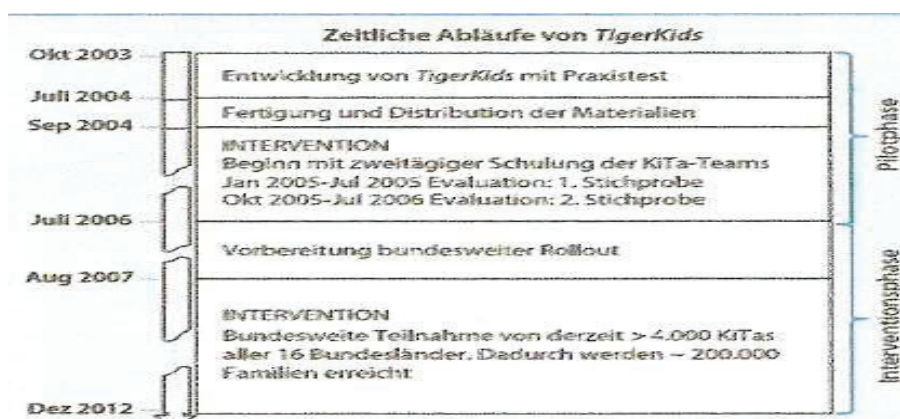 Zeitliche Abläufe von TigerKids
Okt 2003
Entwicklung von TigerKids mit Praxistest
Juli 2004
Fertigung und Distribution der Materialien
Sep 2004
INTERVENTION
Beginn mit zweitägiger Schulung der KiTa-Teams
Jan 2005-Jul 2005 Evaluation: 1. Stichprobe
Okt 2005-Jul 2006 Evaluation: 2. Stichprobe
Pilotphase
Juli 2006
Vorbereitung bundesweiter Rollout
Aug 2007
INTERVENTION
Bundesweite Teilnahme von derzeit > 4.000 KiTas
aller 16 Bundesländer. Dadurch werden ~ 200.000
Familien erreicht
Interventionsphase
Dez 2012